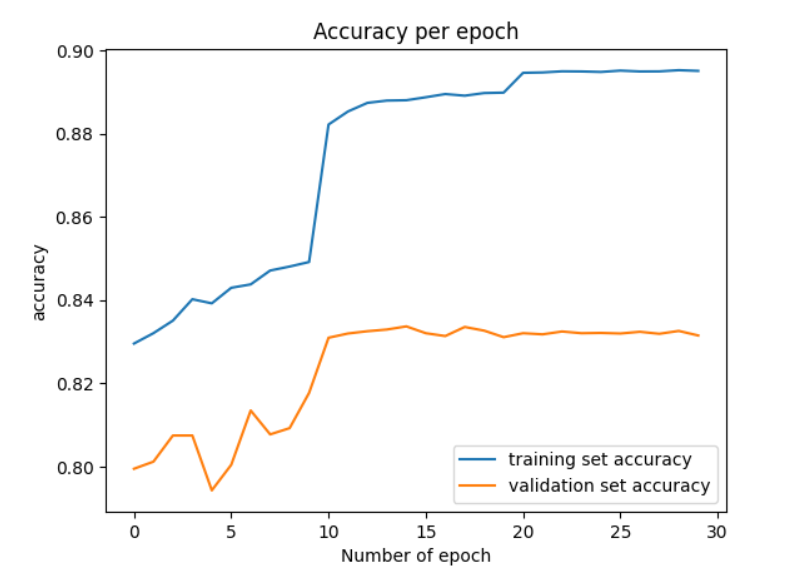 Accuracy per epoch
0.90
0.88
0.86
0.84
0.82
0.80
accuracy
training set accuracy
validation set accuracy
0 5 10 15 20 25 30
Number of epoch